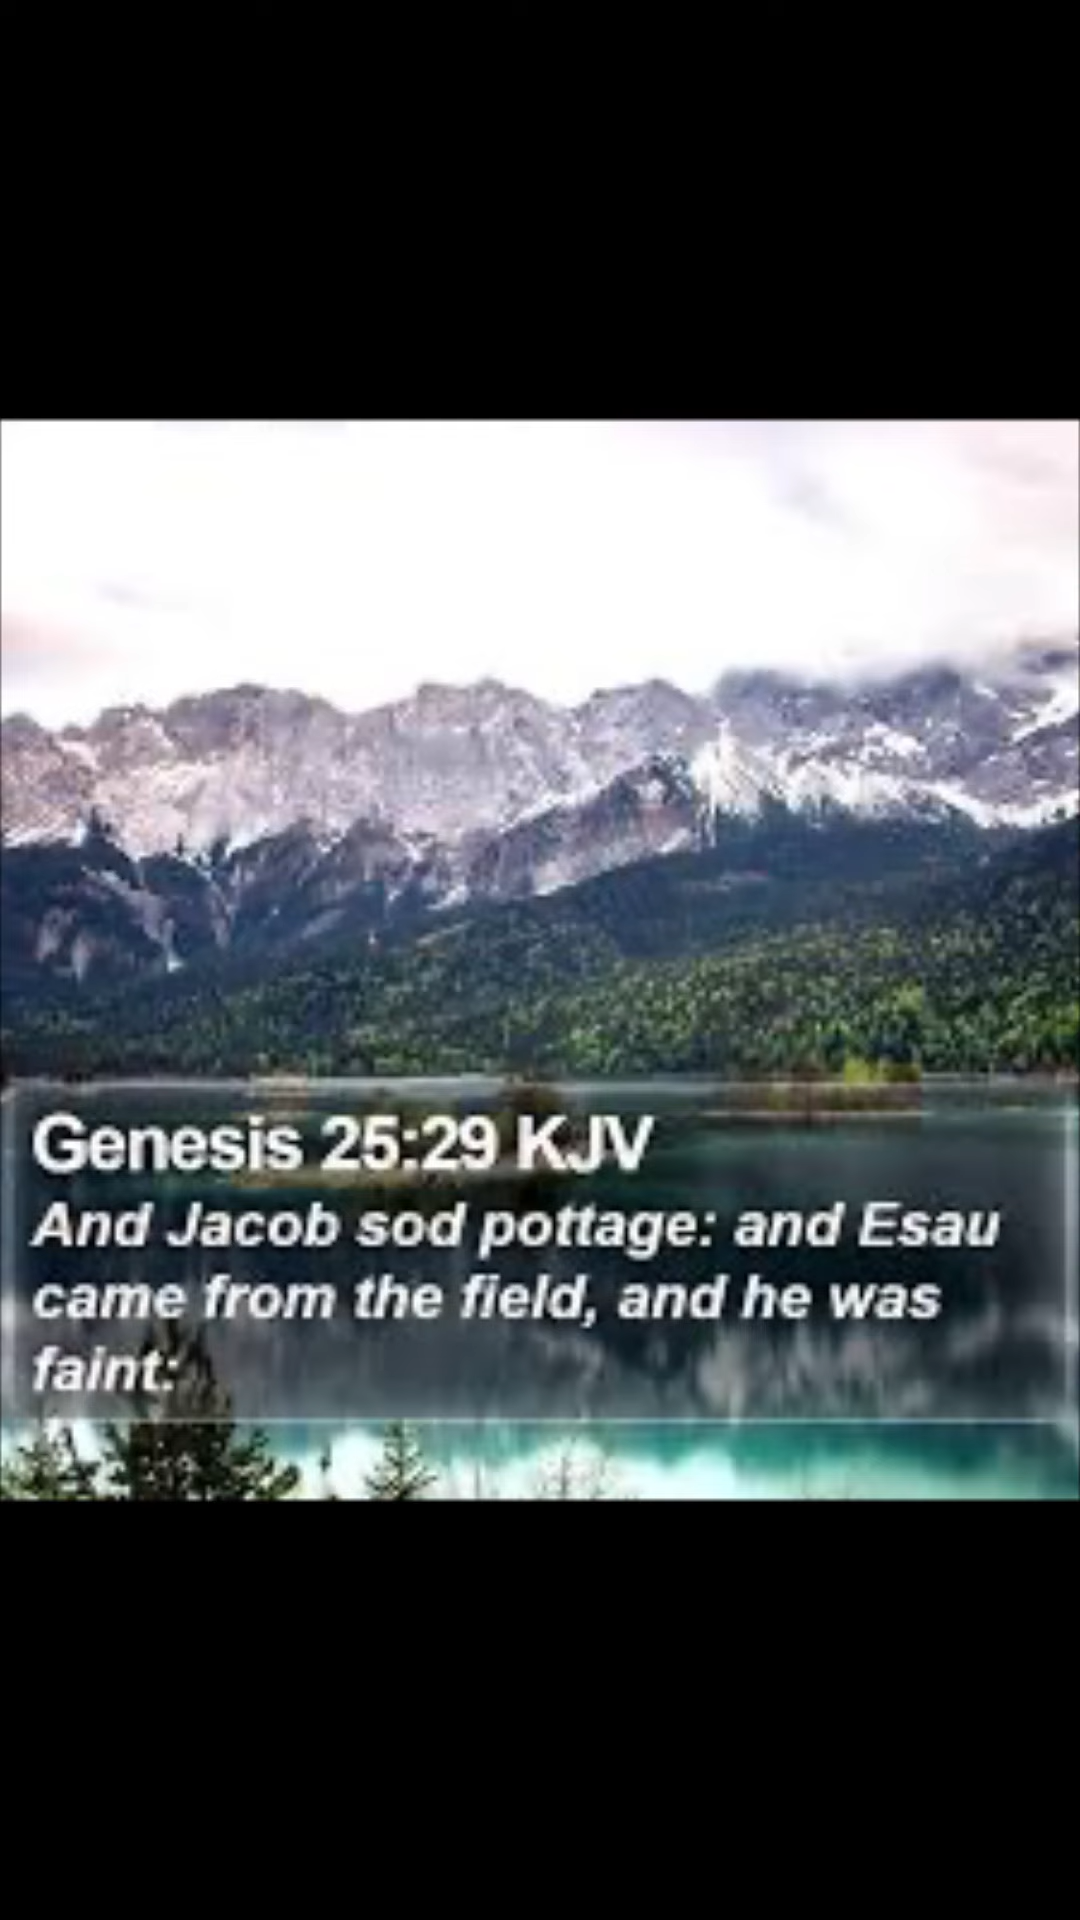 Genesis 25:29 KJV
And Jacob sod pottage: and Esau
came from the field, and he was
faint: